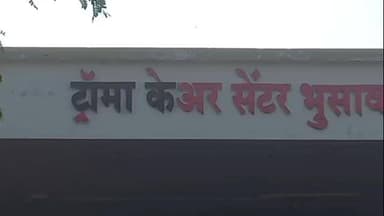 ट्रॉमा केअर सेंटर भुसाव